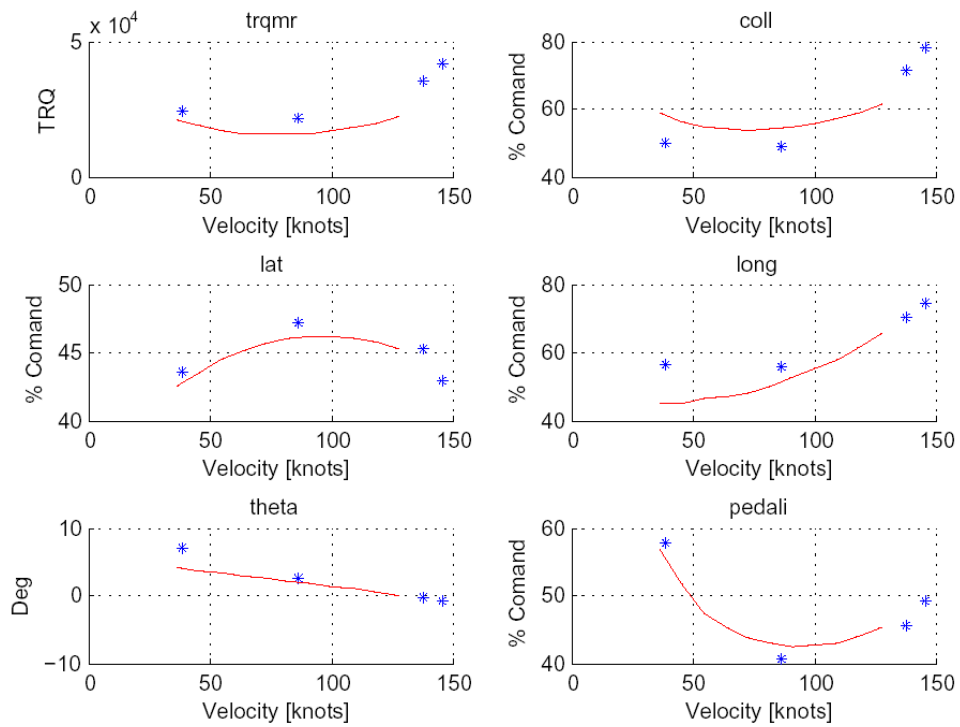 x 10^4
trqmr
5
0
TRQ
0
50
100
150
Velocity [knots]
coll
80
60
40
% Comand
0
50
100
150
Velocity [knots]
lat
50
45
40
% Comand
0
50
100
150
Velocity [knots]
long
80
60
40
% Comand
0
50
100
150
Velocity [knots]
theta
10
0
−10
Deg
0
50
100
150
Velocity [knots]
pedali
60
50
40
% Comand
0
50
100
150
Velocity [knots]